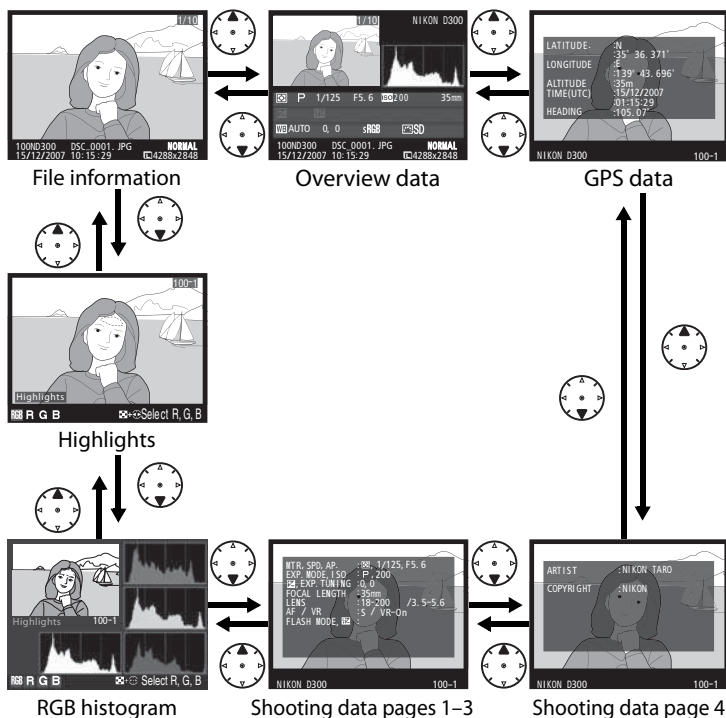 1/10
100ND300 DSC_0001. JPG NORMAL
15/12/2007 10:15:29 L4288x2848
File information
1/10 NIKON D300
P 1/125 F5. 6 ISO200 35mm
WB AUTO 0, 0 sRGB SD
100ND300 DSC_0001. JPG NORMAL
15/12/2007 10:15:29 L4288x2848
Overview data
LATITUDE. :N
:35° 36. 371'
LONGITUDE :E
:139° 43. 696'
ALTITUDE :35m
TIME(UTC) :15/12/2007
:01:15:29
HEADING :105. 07°
NIKON D300 100-1
GPS data
100-1
Highlights
RGB R G B Select R, G, B
Highlights
Highlights 100-1
RGB R G B Select R, G, B
RGB histogram
MTR, SPD, AP. : , 1/125, F5. 6
EXP. MODE, ISO : P , 200
, EXP. TUNING :0, 0
FOCAL LENGTH :35mm
LENS :18-200 /3. 5-5.6
AF / VR :S / VR-On
FLASH MODE, :
NIKON D300 100-1
Shooting data pages 1–3
ARTIST :NIKON TARO
COPYRIGHT :NIKON
NIKON D300 100-1
Shooting data page 4